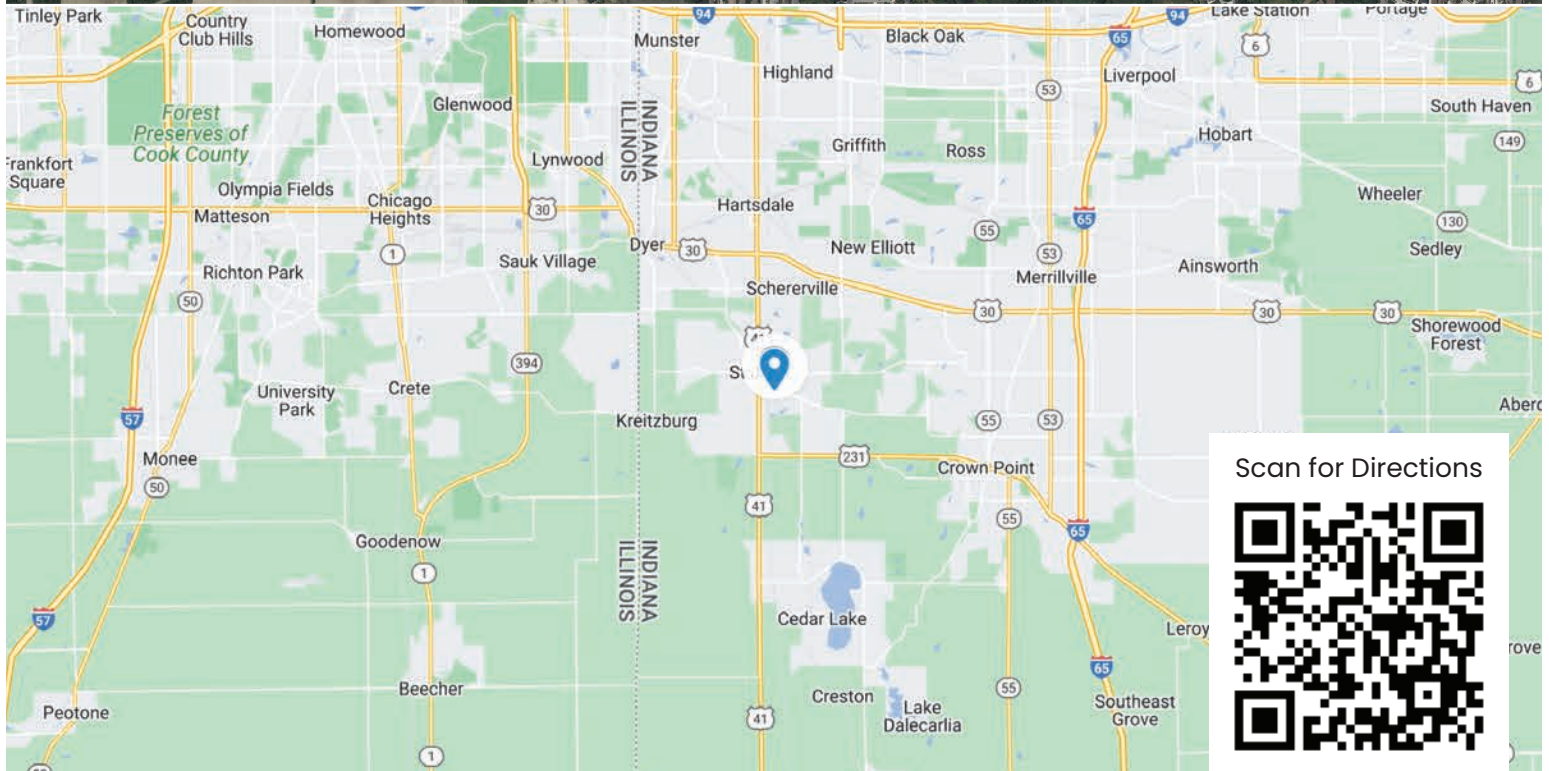 Tinley Park
Country
Club Hills
Homewood
94
Munster
Black Oak
94
65
Lake Station
Portage
6
Highland
Liverpool
6
Forest
Preserves of
Cook County
Glenwood
INDIANA
ILLINOIS
53
South Haven
Hobart
149
Griffith
Ross
Frankfort
Square
Lynwood
Olympia Fields
Chicago
Heights
Matteson
30
Hartsdale
Wheeler
65
55
130
Dyer
30
New Elliott
53
Sedley
1
Sauk Village
Richton Park
Merrillville
Ainsworth
50
Schererville
30
30
30
Shorewood
Forest
394
University
Park
Crete
57
Kreitzburg
55
53
Monee
50
231
Crown Point
Scan for Directions
41
55
65
Goodenow
INDIANA
ILLINOIS
1
57
Cedar Lake
Leroy
65
Beecher
Creston
55
Southeast
Grove
Peotone
41
Lake
Dalecarlia
1